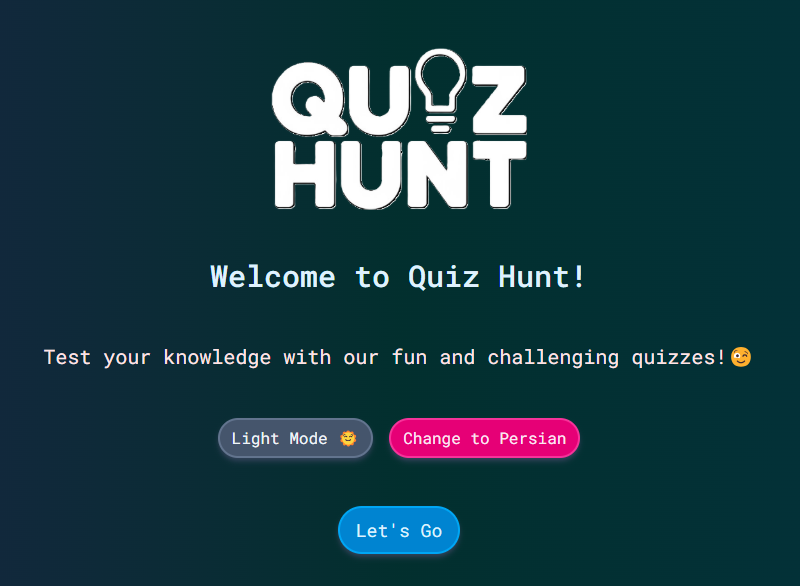 QUIZ
HUNT
Welcome to Quiz Hunt!
Test your knowledge with our fun and challenging quizzes!😉
Light Mode 🌞
Change to Persian
Let's Go